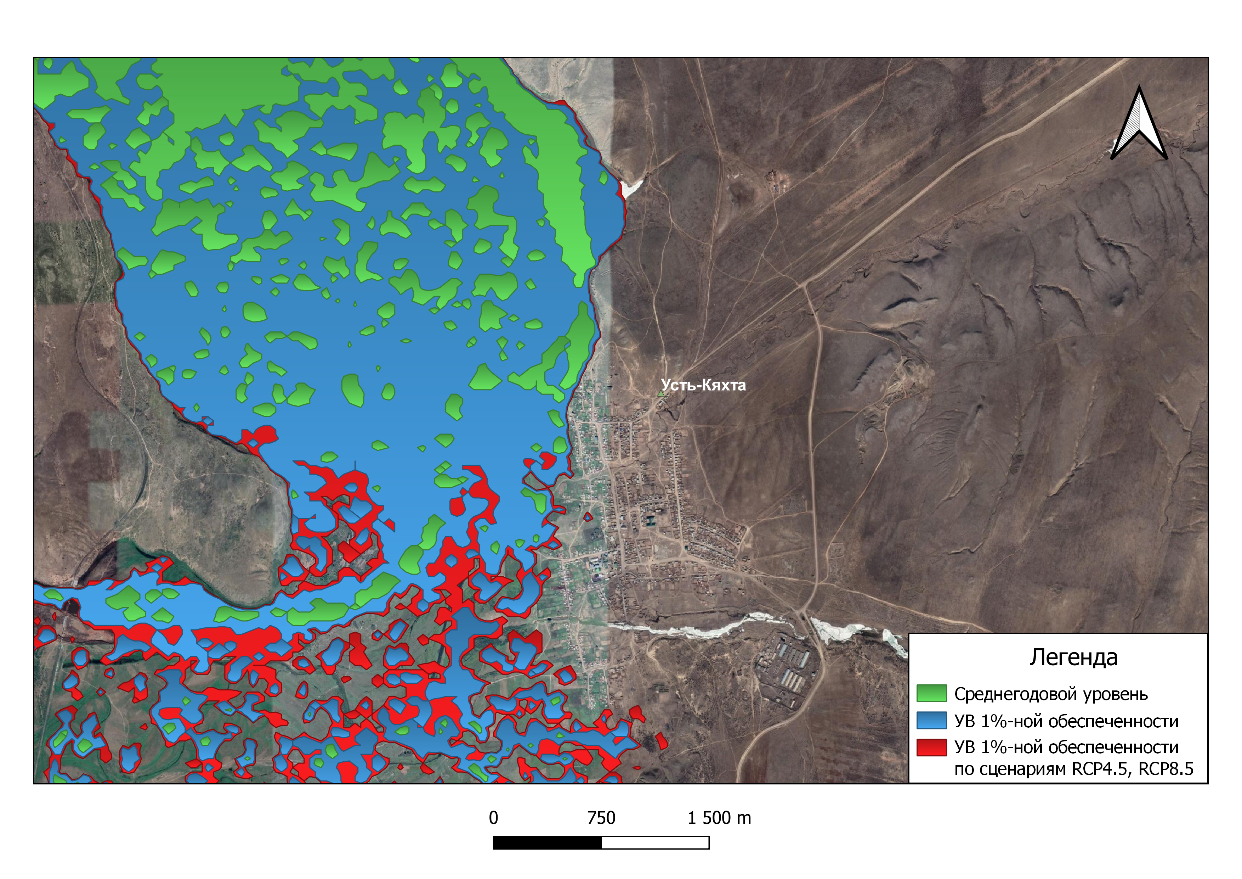 Усть-Кяхта
Легенда
Среднегодовой уровень
УВ 1%-ной обеспеченности
УВ 1%-ной обеспеченности
по сценариям RCP4.5, RCP8.5
0 750 1 500 m